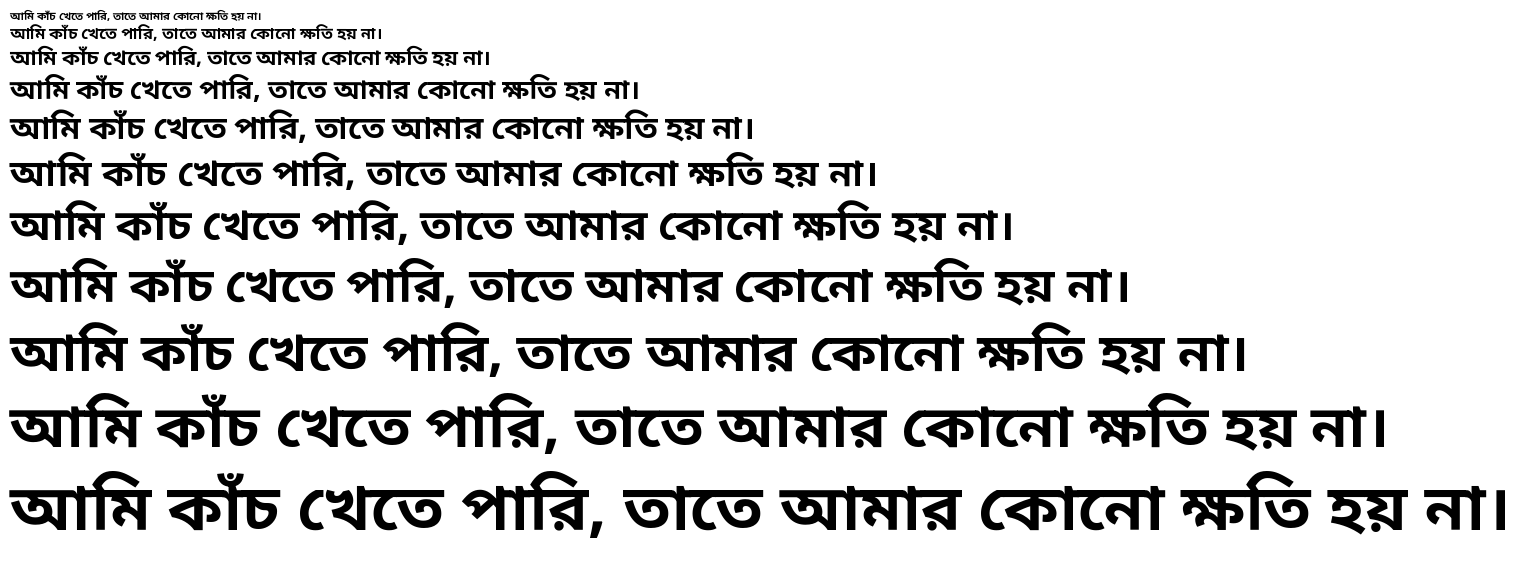 আমি কাঁচ খেতে পারি, তাতে আমার কোনো ক্ষতি হয় না।
আমি কাঁচ খেতে পারি, তাতে আমার কোনো ক্ষতি হয় না।
আমি কাঁচ খেতে পারি, তাতে আমার কোনো ক্ষতি হয় না।
আমি কাঁচ খেতে পারি, তাতে আমার কোনো ক্ষতি হয় না।
আমি কাঁচ খেতে পারি, তাতে আমার কোনো ক্ষতি হয় না।
আমি কাঁচ খেতে পারি, তাতে আমার কোনো ক্ষতি হয় না।
আমি কাঁচ খেতে পারি, তাতে আমার কোনো ক্ষতি হয় না।
আমি কাঁচ খেতে পারি, তাতে আমার কোনো ক্ষতি হয় না।
আমি কাঁচ খেতে পারি, তাতে আমার কোনো ক্ষতি হয় না।
আমি কাঁচ খেতে পারি, তাতে আমার কোনো ক্ষতি হয় না।
আমি কাঁচ খেতে পারি, তাতে আমার কোনো ক্ষতি হয় না।